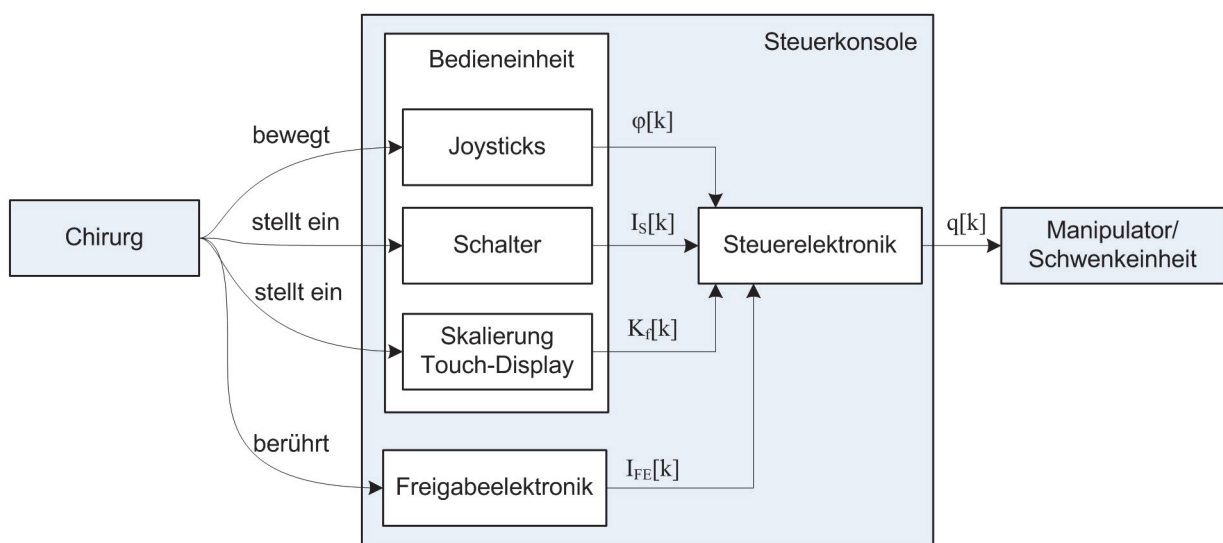 Steuerkonsole
Bedieneinheit
bewegt
Joysticks
φ[k]
Chirurg
stellt ein
Schalter
I_S[k]
Steuerelektronik
q[k]
Manipulator/
Schwenkeinheit
stellt ein
Skalierung
Touch-Display
K_f[k]
berührt
Freigabeelektronik
I_FE[k]